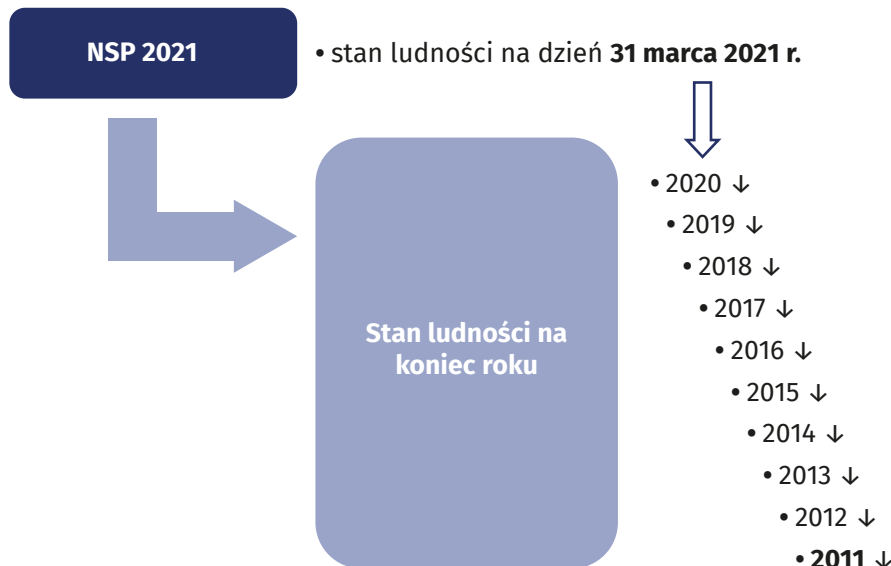 NSP 2021
• stan ludności na dzień 31 marca 2021 r.
Stan ludności na
koniec roku
• 2020 ↓
• 2019 ↓
• 2018 ↓
• 2017 ↓
• 2016 ↓
• 2015 ↓
• 2014 ↓
• 2013 ↓
• 2012 ↓
• 2011 ↓